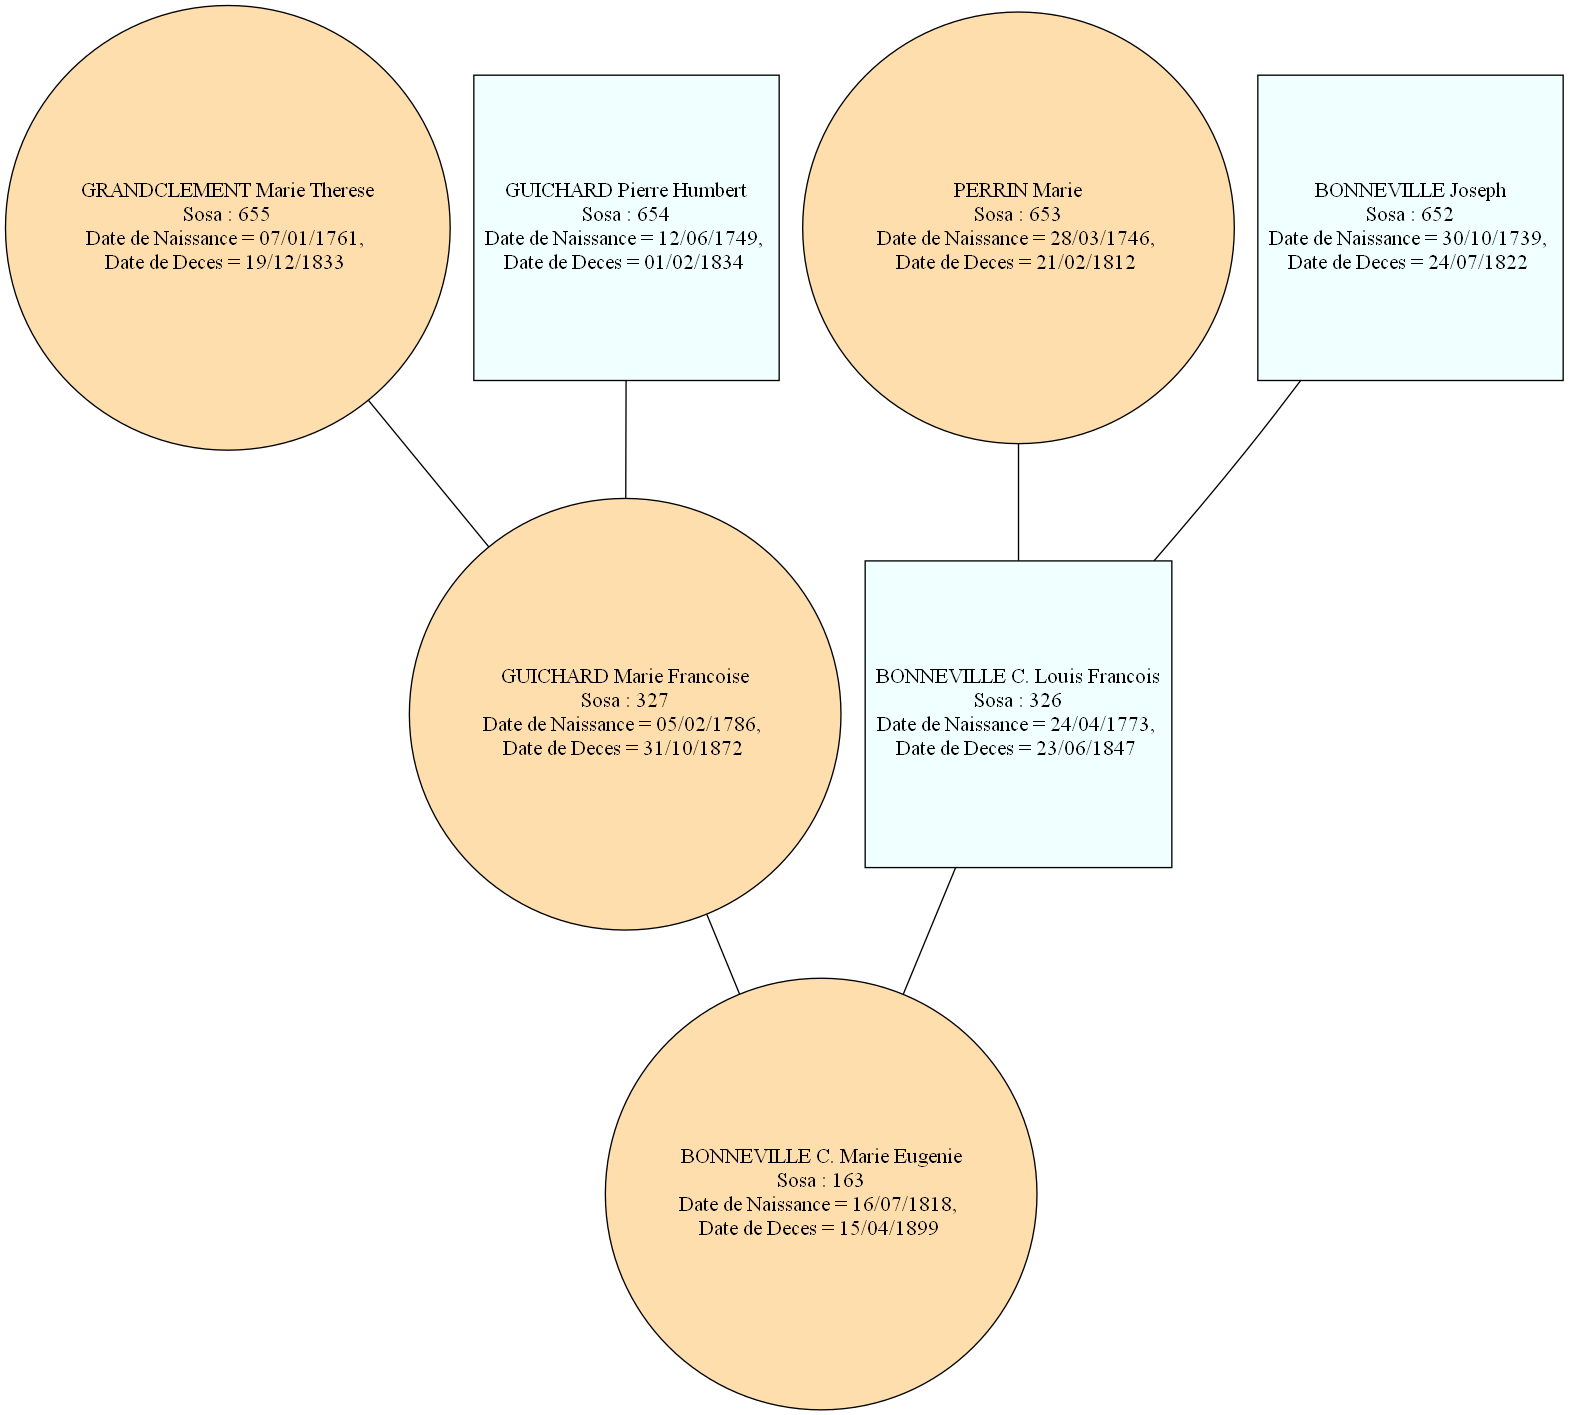 GRANDCLEMENT Marie Therese
Sosa : 655
Date de Naissance = 07/01/1761,
Date de Deces = 19/12/1833
GUICHARD Pierre Humbert
Sosa : 654
Date de Naissance = 12/06/1749,
Date de Deces = 01/02/1834
PERRIN Marie
Sosa : 653
Date de Naissance = 28/03/1746,
Date de Deces = 21/02/1812
BONNEVILLE Joseph
Sosa : 652
Date de Naissance = 30/10/1739,
Date de Deces = 24/07/1822
GUICHARD Marie Francoise
Sosa : 327
Date de Naissance = 05/02/1786,
Date de Deces = 31/10/1872
BONNEVILLE C. Louis Francois
Sosa : 326
Date de Naissance = 24/04/1773,
Date de Deces = 23/06/1847
BONNEVILLE C. Marie Eugenie
Sosa : 163
Date de Naissance = 16/07/1818,
Date de Deces = 15/04/1899